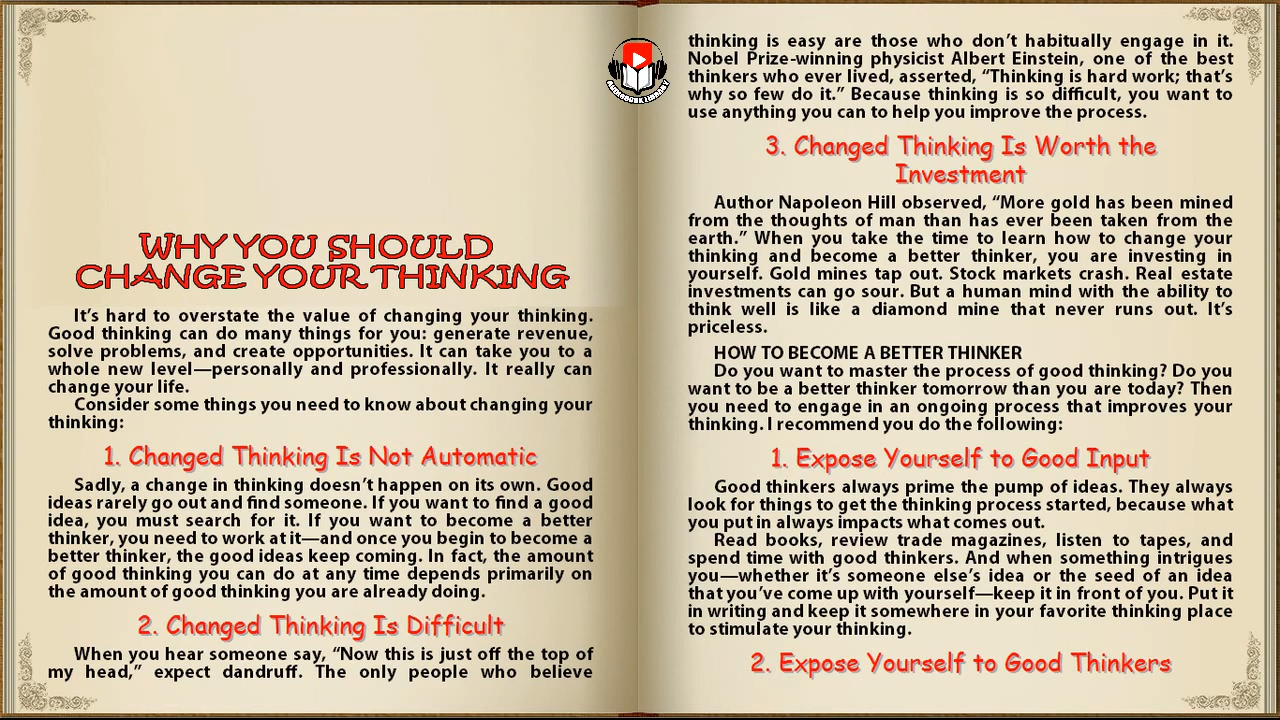 WHY YOU SHOULD
CHANGE YOUR THINKING
It’s hard to overstate the value of changing your thinking.
Good thinking can do many things for you: generate revenue,
solve problems, and create opportunities. It can take you to a
whole new level—personally and professionally. It really can
change your life.
Consider some things you need to know about changing your
thinking:
1. Changed Thinking Is Not Automatic
Sadly, a change in thinking doesn’t happen on its own. Good
ideas rarely go out and find someone. If you want to find a good
idea, you must search for it. If you want to become a better
thinker, you need to work at it—and once you begin to become a
better thinker, the good ideas keep coming. In fact, the amount
of good thinking you can do at any time depends primarily on
the amount of good thinking you are already doing.
2. Changed Thinking Is Difficult
When you hear someone say, “Now this is just off the top of
my head,” expect dandruff. The only people who believe
AUDIOBOOK LIBRARY
thinking is easy are those who don’t habitually engage in it.
Nobel Prize-winning physicist Albert Einstein, one of the best
thinkers who ever lived, asserted, “Thinking is hard work; that’s
why so few do it.” Because thinking is so difficult, you want to
use anything you can to help you improve the process.
3. Changed Thinking Is Worth the
Investment
Author Napoleon Hill observed, “More gold has been mined
from the thoughts of man than has ever been taken from the
earth.” When you take the time to learn how to change your
thinking and become a better thinker, you are investing in
yourself. Gold mines tap out. Stock markets crash. Real estate
investments can go sour. But a human mind with the ability to
think well is like a diamond mine that never runs out. It’s
priceless.
HOW TO BECOME A BETTER THINKER
Do you want to master the process of good thinking? Do you
want to be a better thinker tomorrow than you are today? Then
you need to engage in an ongoing process that improves your
thinking. I recommend you do the following:
1. Expose Yourself to Good Input
Good thinkers always prime the pump of ideas. They always
look for things to get the thinking process started, because what
you put in always impacts what comes out.
Read books, review trade magazines, listen to tapes, and
spend time with good thinkers. And when something intrigues
you—whether it’s someone else’s idea or the seed of an idea
that you’ve come up with yourself—keep it in front of you. Put it
in writing and keep it somewhere in your favorite thinking place
to stimulate your thinking.
2. Expose Yourself to Good Thinkers